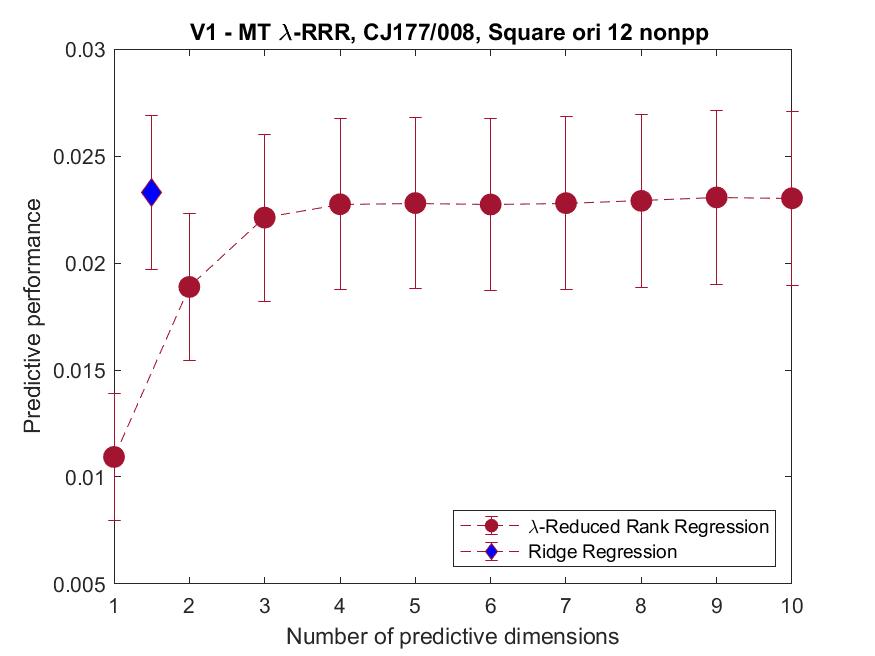 V1 - MT λ-RRR, CJ177/008, Square ori 12 nonpp
0.03
0.025
0.02
0.015
0.01
0.005
Predictive performance
1 2 3 4 5 6 7 8 9 10
Number of predictive dimensions
λ-Reduced Rank Regression
Ridge Regression